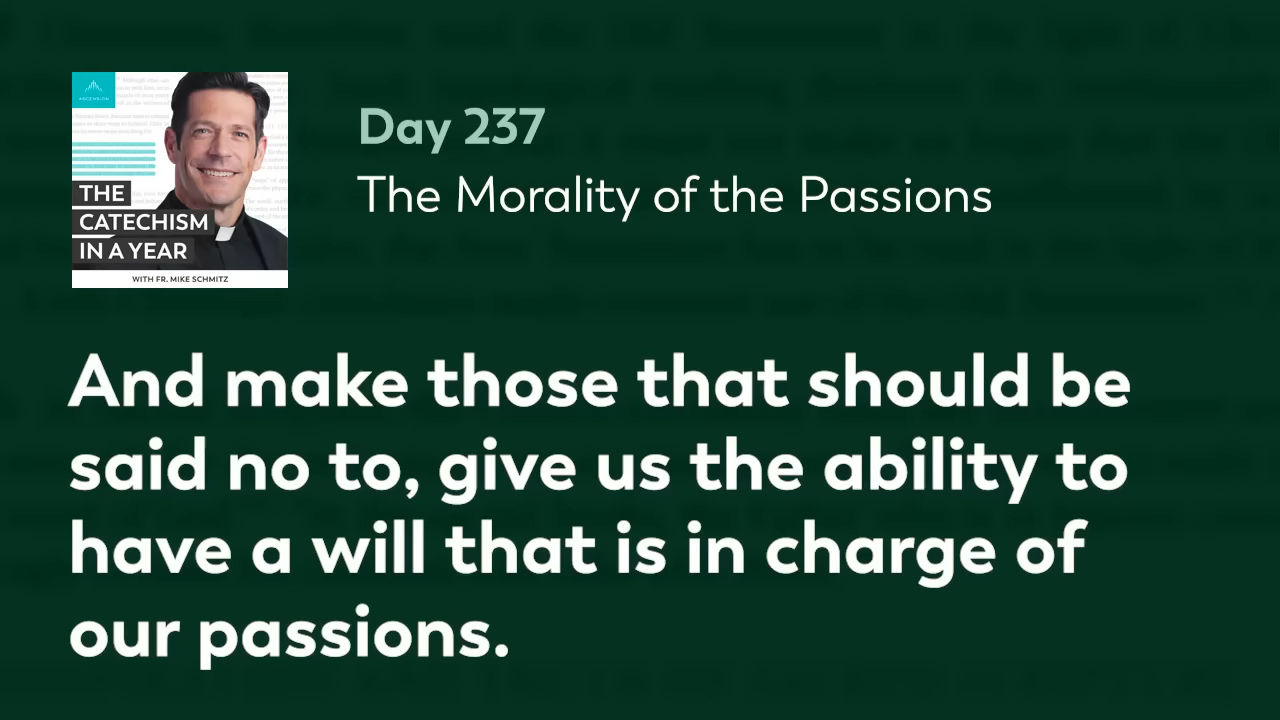 ASCENSION
THE
CATECHISM
IN A YEAR
WITH FR. MIKE SCHMITZ
Day 237
The Morality of the Passions
And make those that should be
said no to, give us the ability to
have a will that is in charge of
our passions.